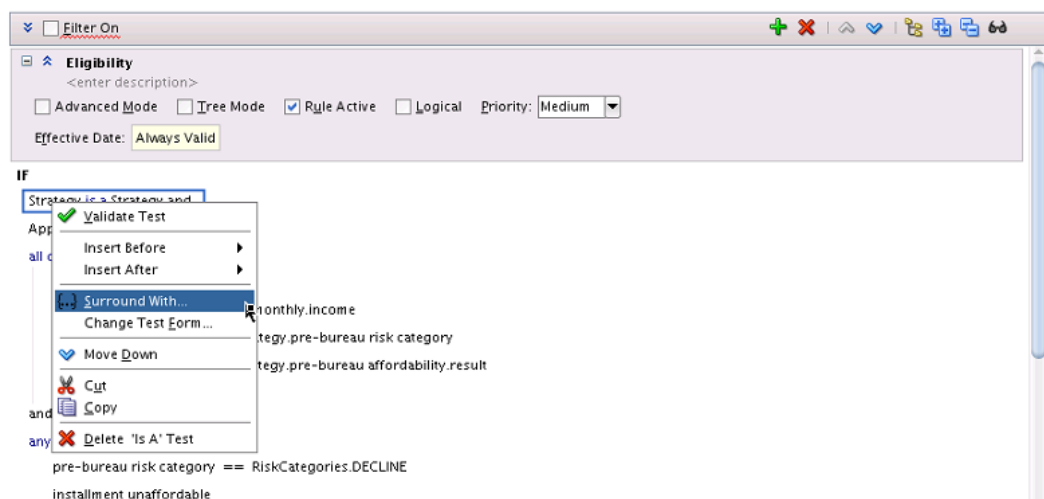 Filter On
Eligibility
<enter description>
Advanced Mode Tree Mode Rule Active Logical Priority: Medium
Effective Date: Always Valid
IF
Strategy is a Strategy and
App
Validate Test
all
Insert Before
Insert After
Surround With...
monthly.income
Change Test Form...
tegy.pre-bureau risk category
Move Down
tegy.pre-bureau affordability.result
Cut
Copy
and
any
Delete 'Is A' Test
pre-bureau risk category == RiskCategories.DECLINE
installment unaffordable